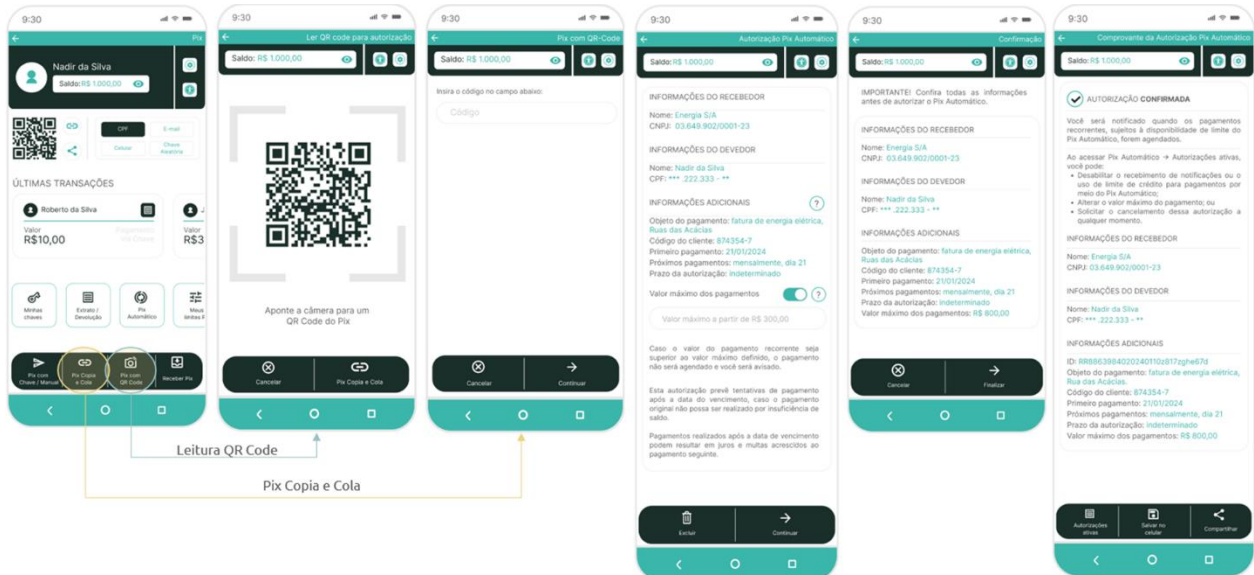 9:30
Pix
Nadir da Silva
Saldo: R$ 1.000,00
CPF
E-mail
Celular
Chave
Aleatória
ÚLTIMAS TRANSAÇÕES
Roberto da Silva
Valor
R$10,00
Pagamento
Valor
R$3
Minhas
chaves
Extrato /
Devolução
Pix
Automático
Meus
limites P
Pix com
Chave / Manual
Pix Copia
e Cola
Pix com
QR Code
Receber Pix
9:30
Ler QR code para autorização
Saldo: R$ 1.000,00
Aponte a câmera para um
QR Code do Pix
Cancelar
Pix Copia e Cola
9:30
Pix com QR-Code
Saldo: R$ 1.000,00
Insira o código no campo abaixo:
Código
Cancelar
Continuar
Leitura QR Code
Pix Copia e Cola
9:30
Autorização Pix Automático
Saldo: R$ 1.000,00
INFORMAÇÕES DO RECEBEDOR
Nome: Energia S/A
CNPJ: 03.649.902/0001-23
INFORMAÇÕES DO DEVEDOR
Nome: Nadir da Silva
CPF: *** .222.333 - **
INFORMAÇÕES ADICIONAIS
?
Objeto do pagamento: fatura de energia elétrica,
Ruas das Acácias
Código do cliente: 874354-7
Primeiro pagamento: 21/01/2024
Próximos pagamentos: mensalmente, dia 21
Prazo da autorização: indeterminado
Valor máximo dos pagamentos
?
Valor máximo a partir de R$ 300,00
Caso o valor do pagamento recorrente seja
superior ao valor máximo definido, o pagamento
não será agendado e você será avisado.
Esta autorização prevê tentativas de pagamento
após a data do vencimento, caso o pagamento
original não possa ser realizado por insuficiência de
saldo.
Pagamentos realizados após a data de vencimento
podem resultar em juros e multas acrescidos ao
pagamento seguinte.
Excluir
Continuar
9:30
Confirmação
Saldo: R$ 1.000,00
IMPORTANTE! Confira todas as informações
antes de autorizar o Pix Automático.
INFORMAÇÕES DO RECEBEDOR
Nome: Energia S/A
CNPJ: 03.649.902/0001-23
INFORMAÇÕES DO DEVEDOR
Nome: Nadir da Silva
CPF: *** .222.333 - **
INFORMAÇÕES ADICIONAIS
Objeto do pagamento: fatura de energia elétrica,
Ruas das Acácias
Código do cliente: 874354-7
Primeiro pagamento: 21/01/2024
Próximos pagamentos: mensalmente, dia 21
Prazo da autorização: indeterminado
Valor máximo dos pagamentos: R$ 800,00
Cancelar
Finalizar
9:30
Comprovante da Autorização Pix Automático
Saldo: R$ 1.000,00
AUTORIZAÇÃO CONFIRMADA
Você será notificado quando os pagamentos
recorrentes, sujeitos à disponibilidade de limite do
Pix Automático, forem agendados.
Ao acessar Pix Automático → Autorizações ativas,
você pode:
• Desabilitar o recebimento de notificações ou o
uso de limite de crédito para pagamentos por
meio do Pix Automático;
• Alterar o valor máximo do pagamento; ou
• Solicitar o cancelamento dessa autorização a
qualquer momento.
INFORMAÇÕES DO RECEBEDOR
Nome: Energia S/A
CNPJ: 03.649.902/0001-23
INFORMAÇÕES DO DEVEDOR
Nome: Nadir da Silva
CPF: *** .222.333 - **
INFORMAÇÕES ADICIONAIS
ID: RR8863984020240110z817zghe67d
Objeto do pagamento: fatura de energia elétrica,
Rua das Acácias.
Código do cliente: 874354-7
Primeiro pagamento: 21/01/2024
Próximos pagamentos: mensalmente, dia 21
Prazo da autorização: indeterminado
Valor máximo dos pagamentos: R$ 800,00
Autorizações
ativas
Salvar no
celular
Compartilhar